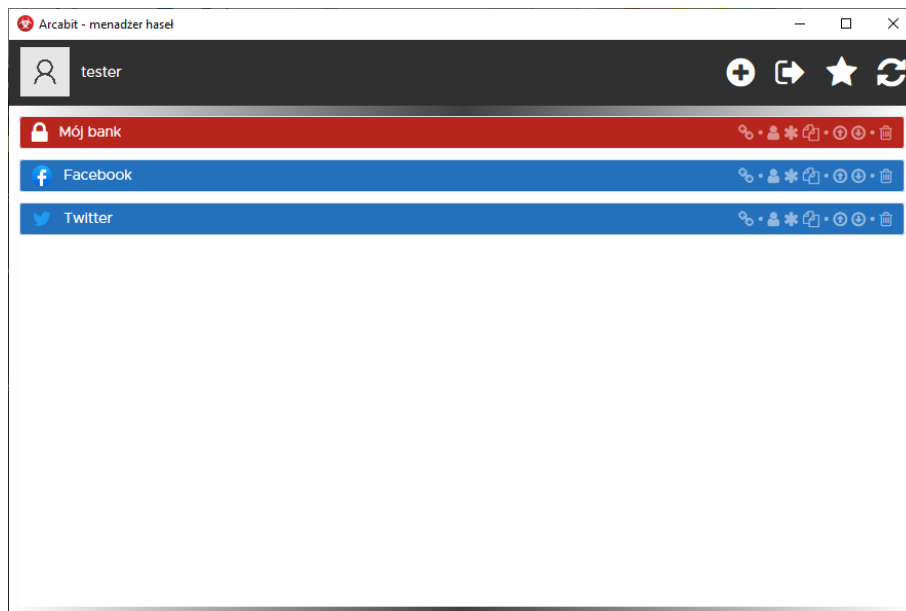 Arcabit - menadżer haseł
tester
Mój bank
Facebook
Twitter